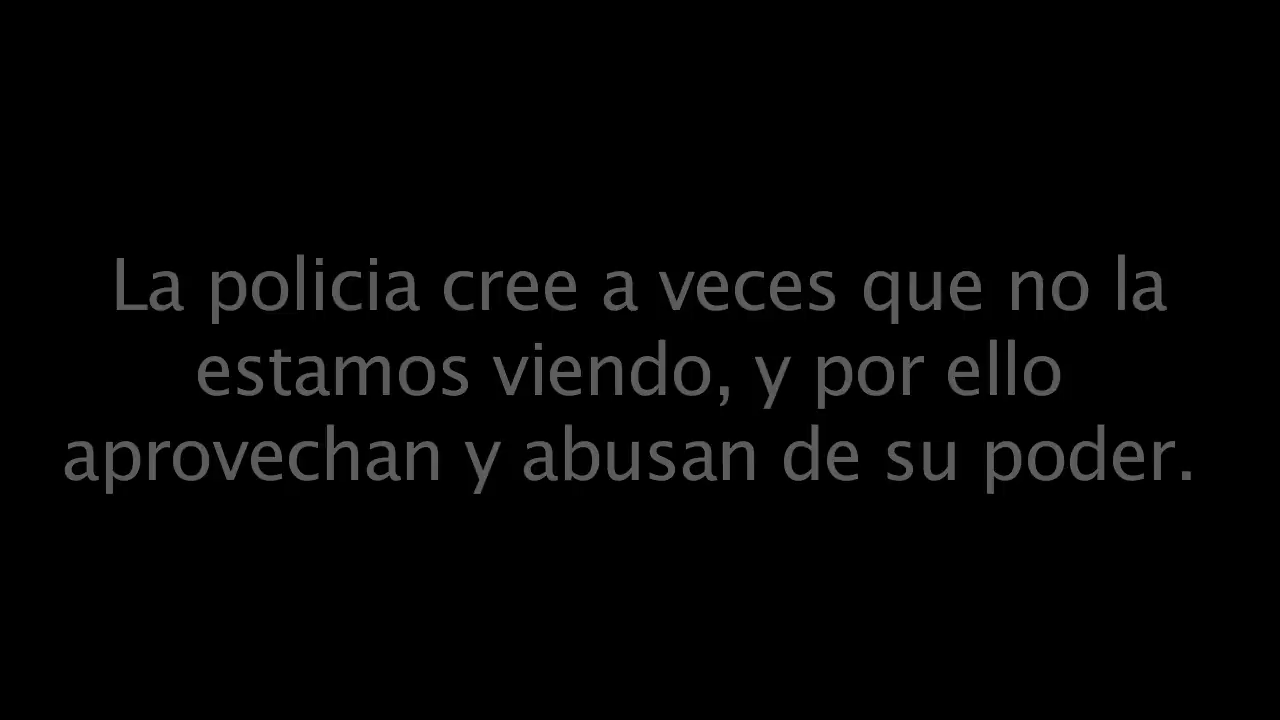 La policia cree a veces que no la
estamos viendo, y por ello
aprovechan y abusan de su poder.